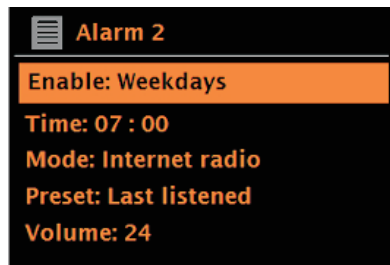 Alarm 2
Enable: Weekdays
Time: 07 : 00
Mode: Internet radio
Preset: Last listened
Volume: 24